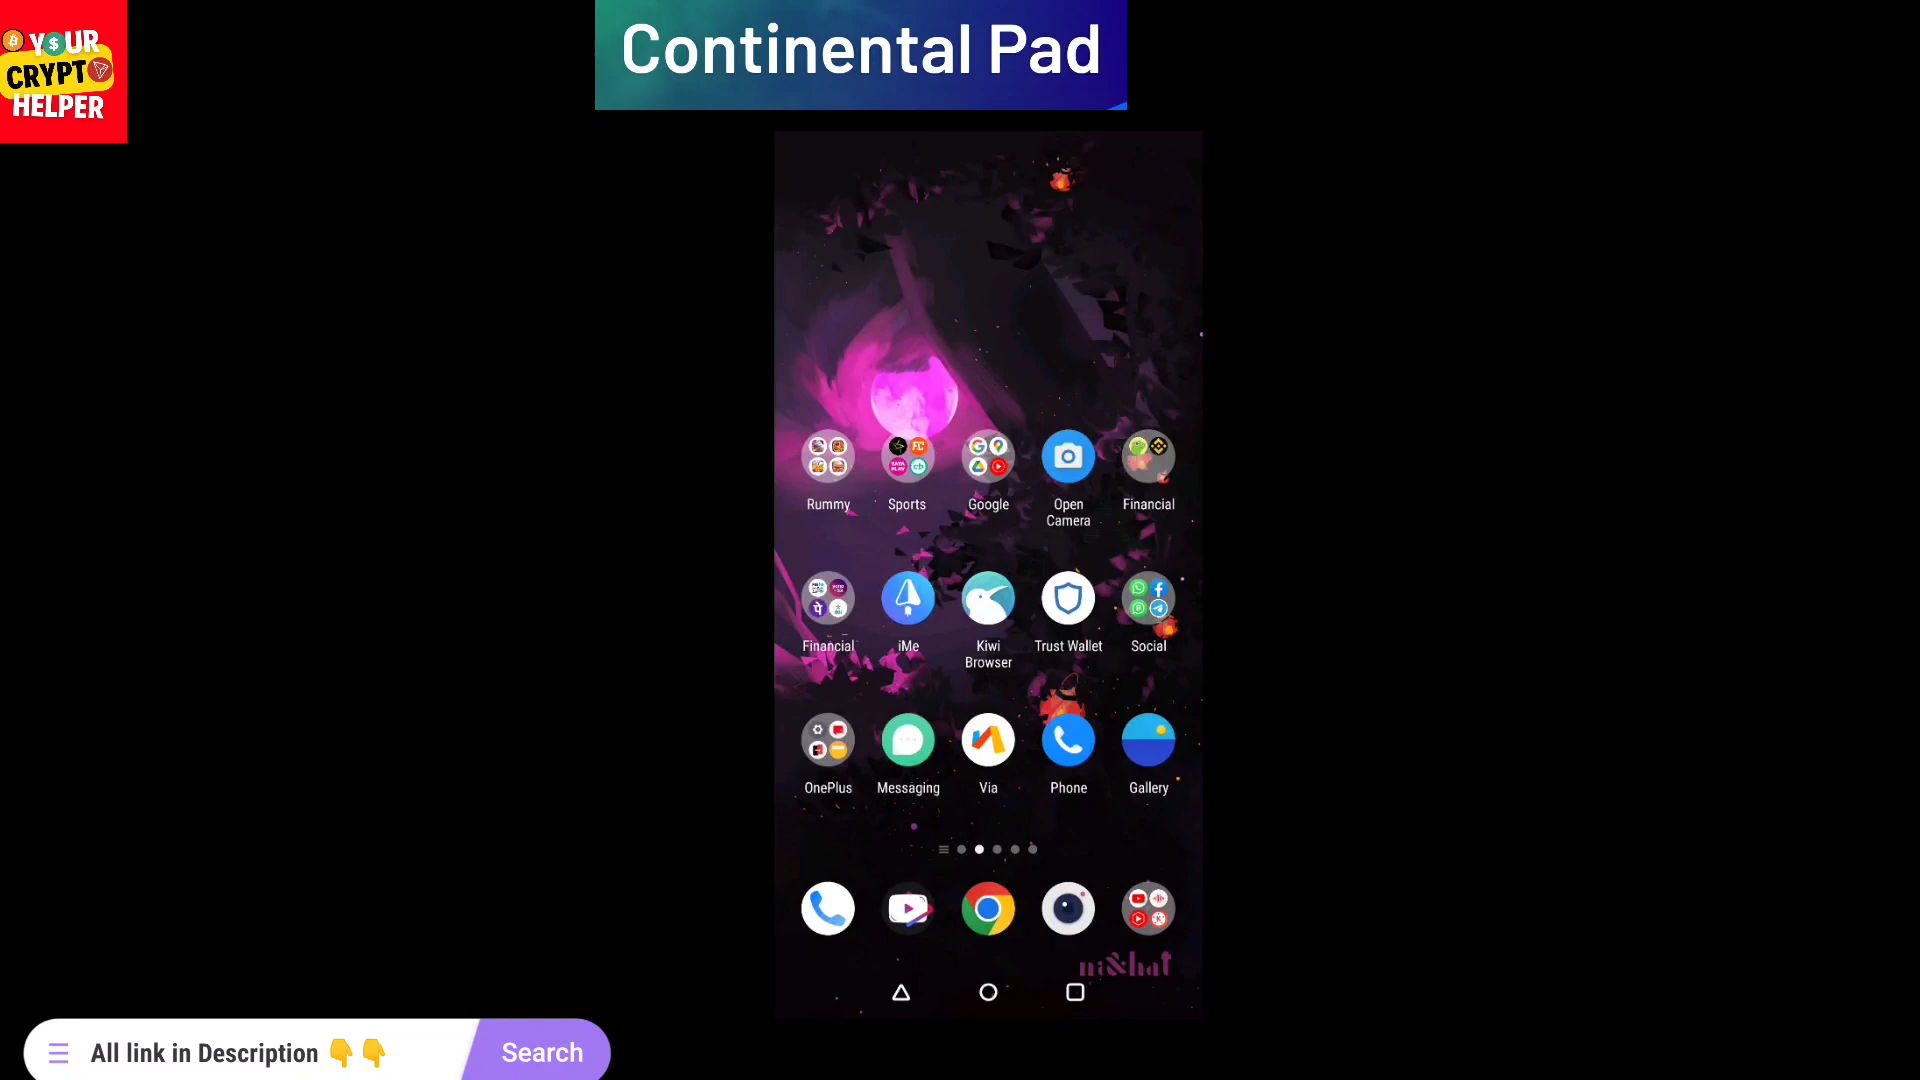 Continental Pad
YOUR
CRYPTO
HELPER
Rummy
Sports
Google
Open
Camera
Financial
Financial
iMe
Kiwi
Browser
Trust Wallet
Social
OnePlus
Messaging
Via
Phone
Gallery
All link in Description 👇👇
Search